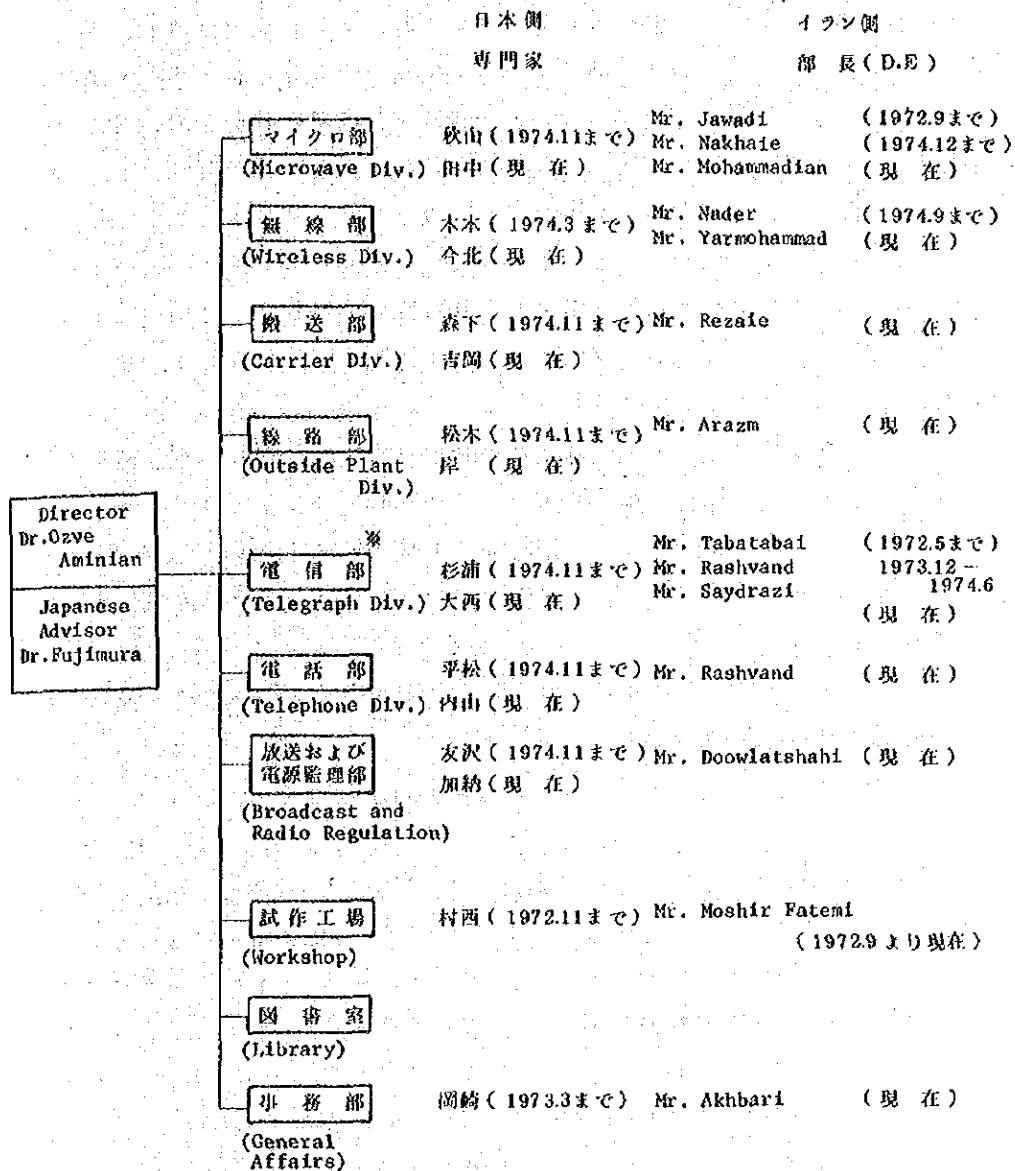 日本側 イラン側
専門家 部 長(D.E)
マイクロ部 秋山(1974.11まで) Mr. Jawadi (1972.9まで)
(Microwave Div.) 田中(現 在) Mr. Nakhaie (1974.12まで)
Mr. Mohammadian (現 在)
無 線 部 木本(1974.3まで) Mr. Nader (1974.9まで)
(Wireless Div.) 今北(現 在) Mr. Yarmohammad (現 在)
搬 送 部 森下(1974.11まで) Mr. Rezaie (現 在)
(Carrier Div.) 吉岡(現 在)
線 路 部 松木(1974.11まで) Mr. Arazm (現 在)
(Outside Plant 岸 (現 在)
Div.)
Director
Dr.Ozve
Aminian
Japanese
Advisor
Dr.Fujimura
※
電 信 部 杉浦(1974.11まで) Mr. Tabatabai (1972.5まで)
(Telegraph Div.) 大西(現 在) Mr. Rashvand 1973.12 -
1974.6
Mr. Saydrazi (現 在)
電 話 部 平松(1974.11まで) Mr. Rashvand (現 在)
(Telephone Div.) 内山(現 在)
放送および 友沢(1974.11まで) Mr. Doowlatshahi (現 在)
電源監理部 加納(現 在)
(Broadcast and
Radio Regulation)
試作工場 村西(1972.11まで) Mr. Moshir Fatemi
(1972.9より現在)
(Workshop)
図 書 室
(Library)
事 務 部 岡崎(1973.3まで) Mr. Akhbari (現 在)
(General
Affairs)